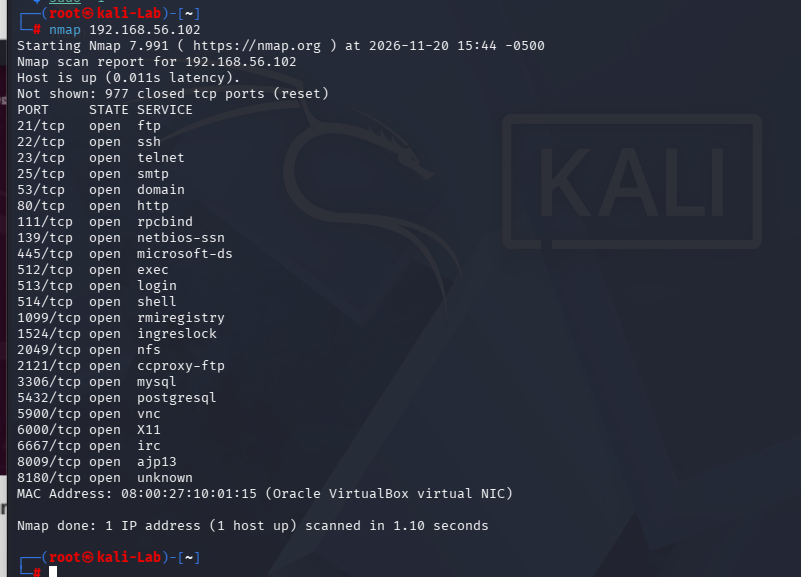 ┌──(root㉿kali-Lab)-[~]
└─# nmap 192.168.56.102
Starting Nmap 7.991 ( https://nmap.org ) at 2026-11-20 15:44 -0500
Nmap scan report for 192.168.56.102
Host is up (0.011s latency).
Not shown: 977 closed tcp ports (reset)
PORT     STATE SERVICE
21/tcp   open  ftp
22/tcp   open  ssh
23/tcp   open  telnet
25/tcp   open  smtp
53/tcp   open  domain
80/tcp   open  http
111/tcp  open  rpcbind
139/tcp  open  netbios-ssn
445/tcp  open  microsoft-ds
512/tcp  open  exec
513/tcp  open  login
514/tcp  open  shell
1099/tcp open  rmiregistry
1524/tcp open  ingreslock
2049/tcp open  nfs
2121/tcp open  ccproxy-ftp
3306/tcp open  mysql
5432/tcp open  postgresql
5900/tcp open  vnc
6000/tcp open  X11
6667/tcp open  irc
8009/tcp open  ajp13
8180/tcp open  unknown
MAC Address: 08:00:27:10:01:15 (Oracle VirtualBox virtual NIC)
Nmap done: 1 IP address (1 host up) scanned in 1.10 seconds
┌──(root㉿kali-Lab)-[~]
└─#
KALI